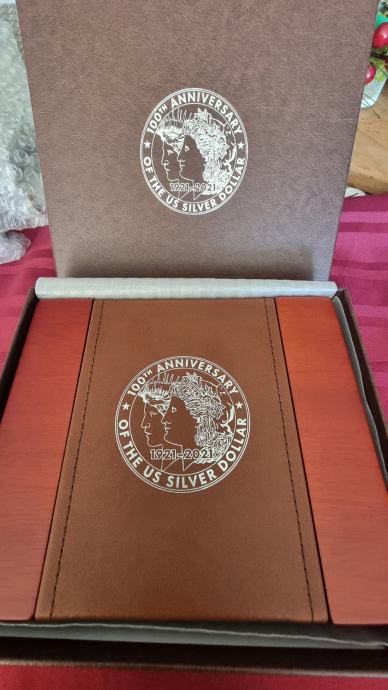 100TH ANNIVERSARY
1921-2021
OF THE US SILVER DOLLAR
100TH ANNIVERSARY
1921-2021
OF THE US SILVER DOLLAR